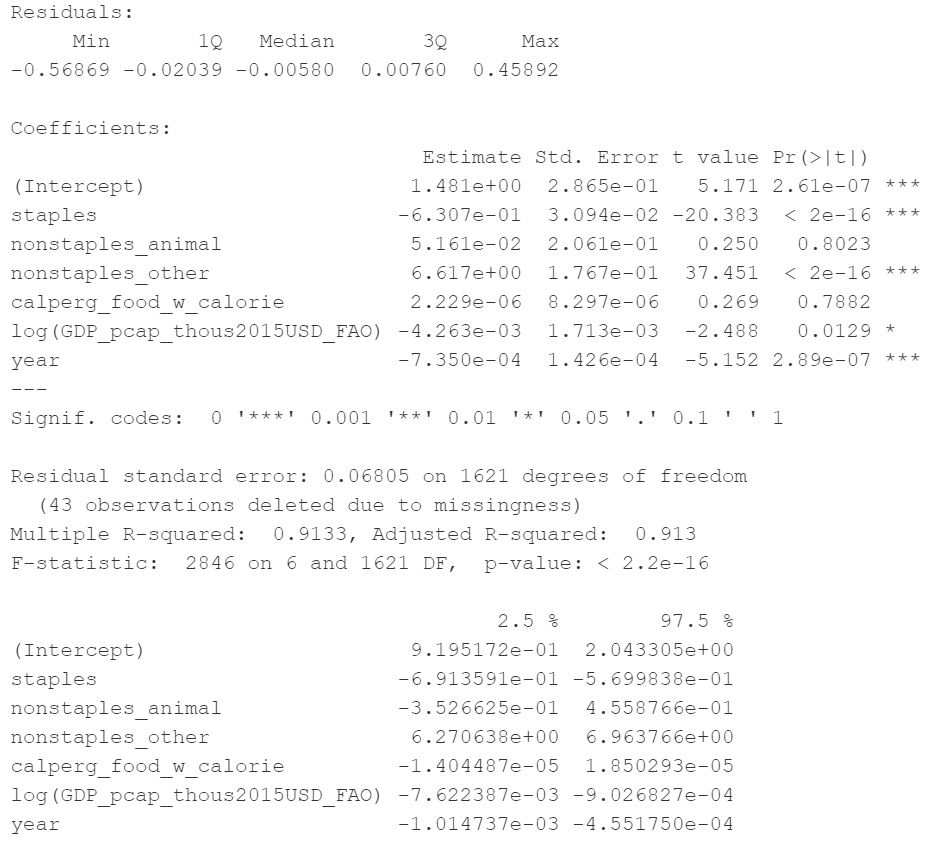 Residuals:
     Min       1Q   Median       3Q      Max
-0.56869 -0.02039 -0.00580  0.00760  0.45892
Coefficients:
                                Estimate Std. Error t value Pr(>|t|)
(Intercept)                    1.481e+00  2.865e-01   5.171 2.61e-07 ***
staples                       -6.307e-01  3.094e-02 -20.383  < 2e-16 ***
nonstaples_animal              5.161e-02  2.061e-01   0.250   0.8023
nonstaples_other               6.617e+00  1.767e-01  37.451  < 2e-16 ***
calperg_food_w_calorie         2.229e-06  8.297e-06   0.269   0.7882
log(GDP_pcap_thous2015USD_FAO) -4.263e-03  1.713e-03  -2.488   0.0129 *
year                          -7.350e-04  1.426e-04  -5.152 2.89e-07 ***
---
Signif. codes:  0 '***' 0.001 '**' 0.01 '*' 0.05 '.' 0.1 ' ' 1
Residual standard error: 0.06805 on 1621 degrees of freedom
  (43 observations deleted due to missingness)
Multiple R-squared:  0.9133, Adjusted R-squared:  0.913
F-statistic:  2846 on 6 and 1621 DF,  p-value: < 2.2e-16
                                      2.5 %        97.5 %
(Intercept)                    9.195172e-01  2.043305e+00
staples                       -6.913591e-01 -5.699838e-01
nonstaples_animal             -3.526625e-01  4.558766e-01
nonstaples_other               6.270638e+00  6.963766e+00
calperg_food_w_calorie        -1.404487e-05  1.850293e-05
log(GDP_pcap_thous2015USD_FAO) -7.622387e-03 -9.026827e-04
year                          -1.014737e-03 -4.551750e-04